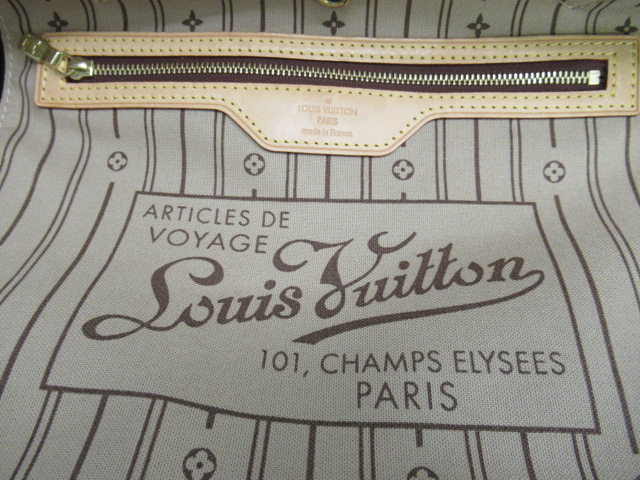 LOUIS VUITTON
PARIS
made in France
ARTICLES DE
VOYAGE
Louis Vuitton
101, CHAMPS ELYSEES
PARIS